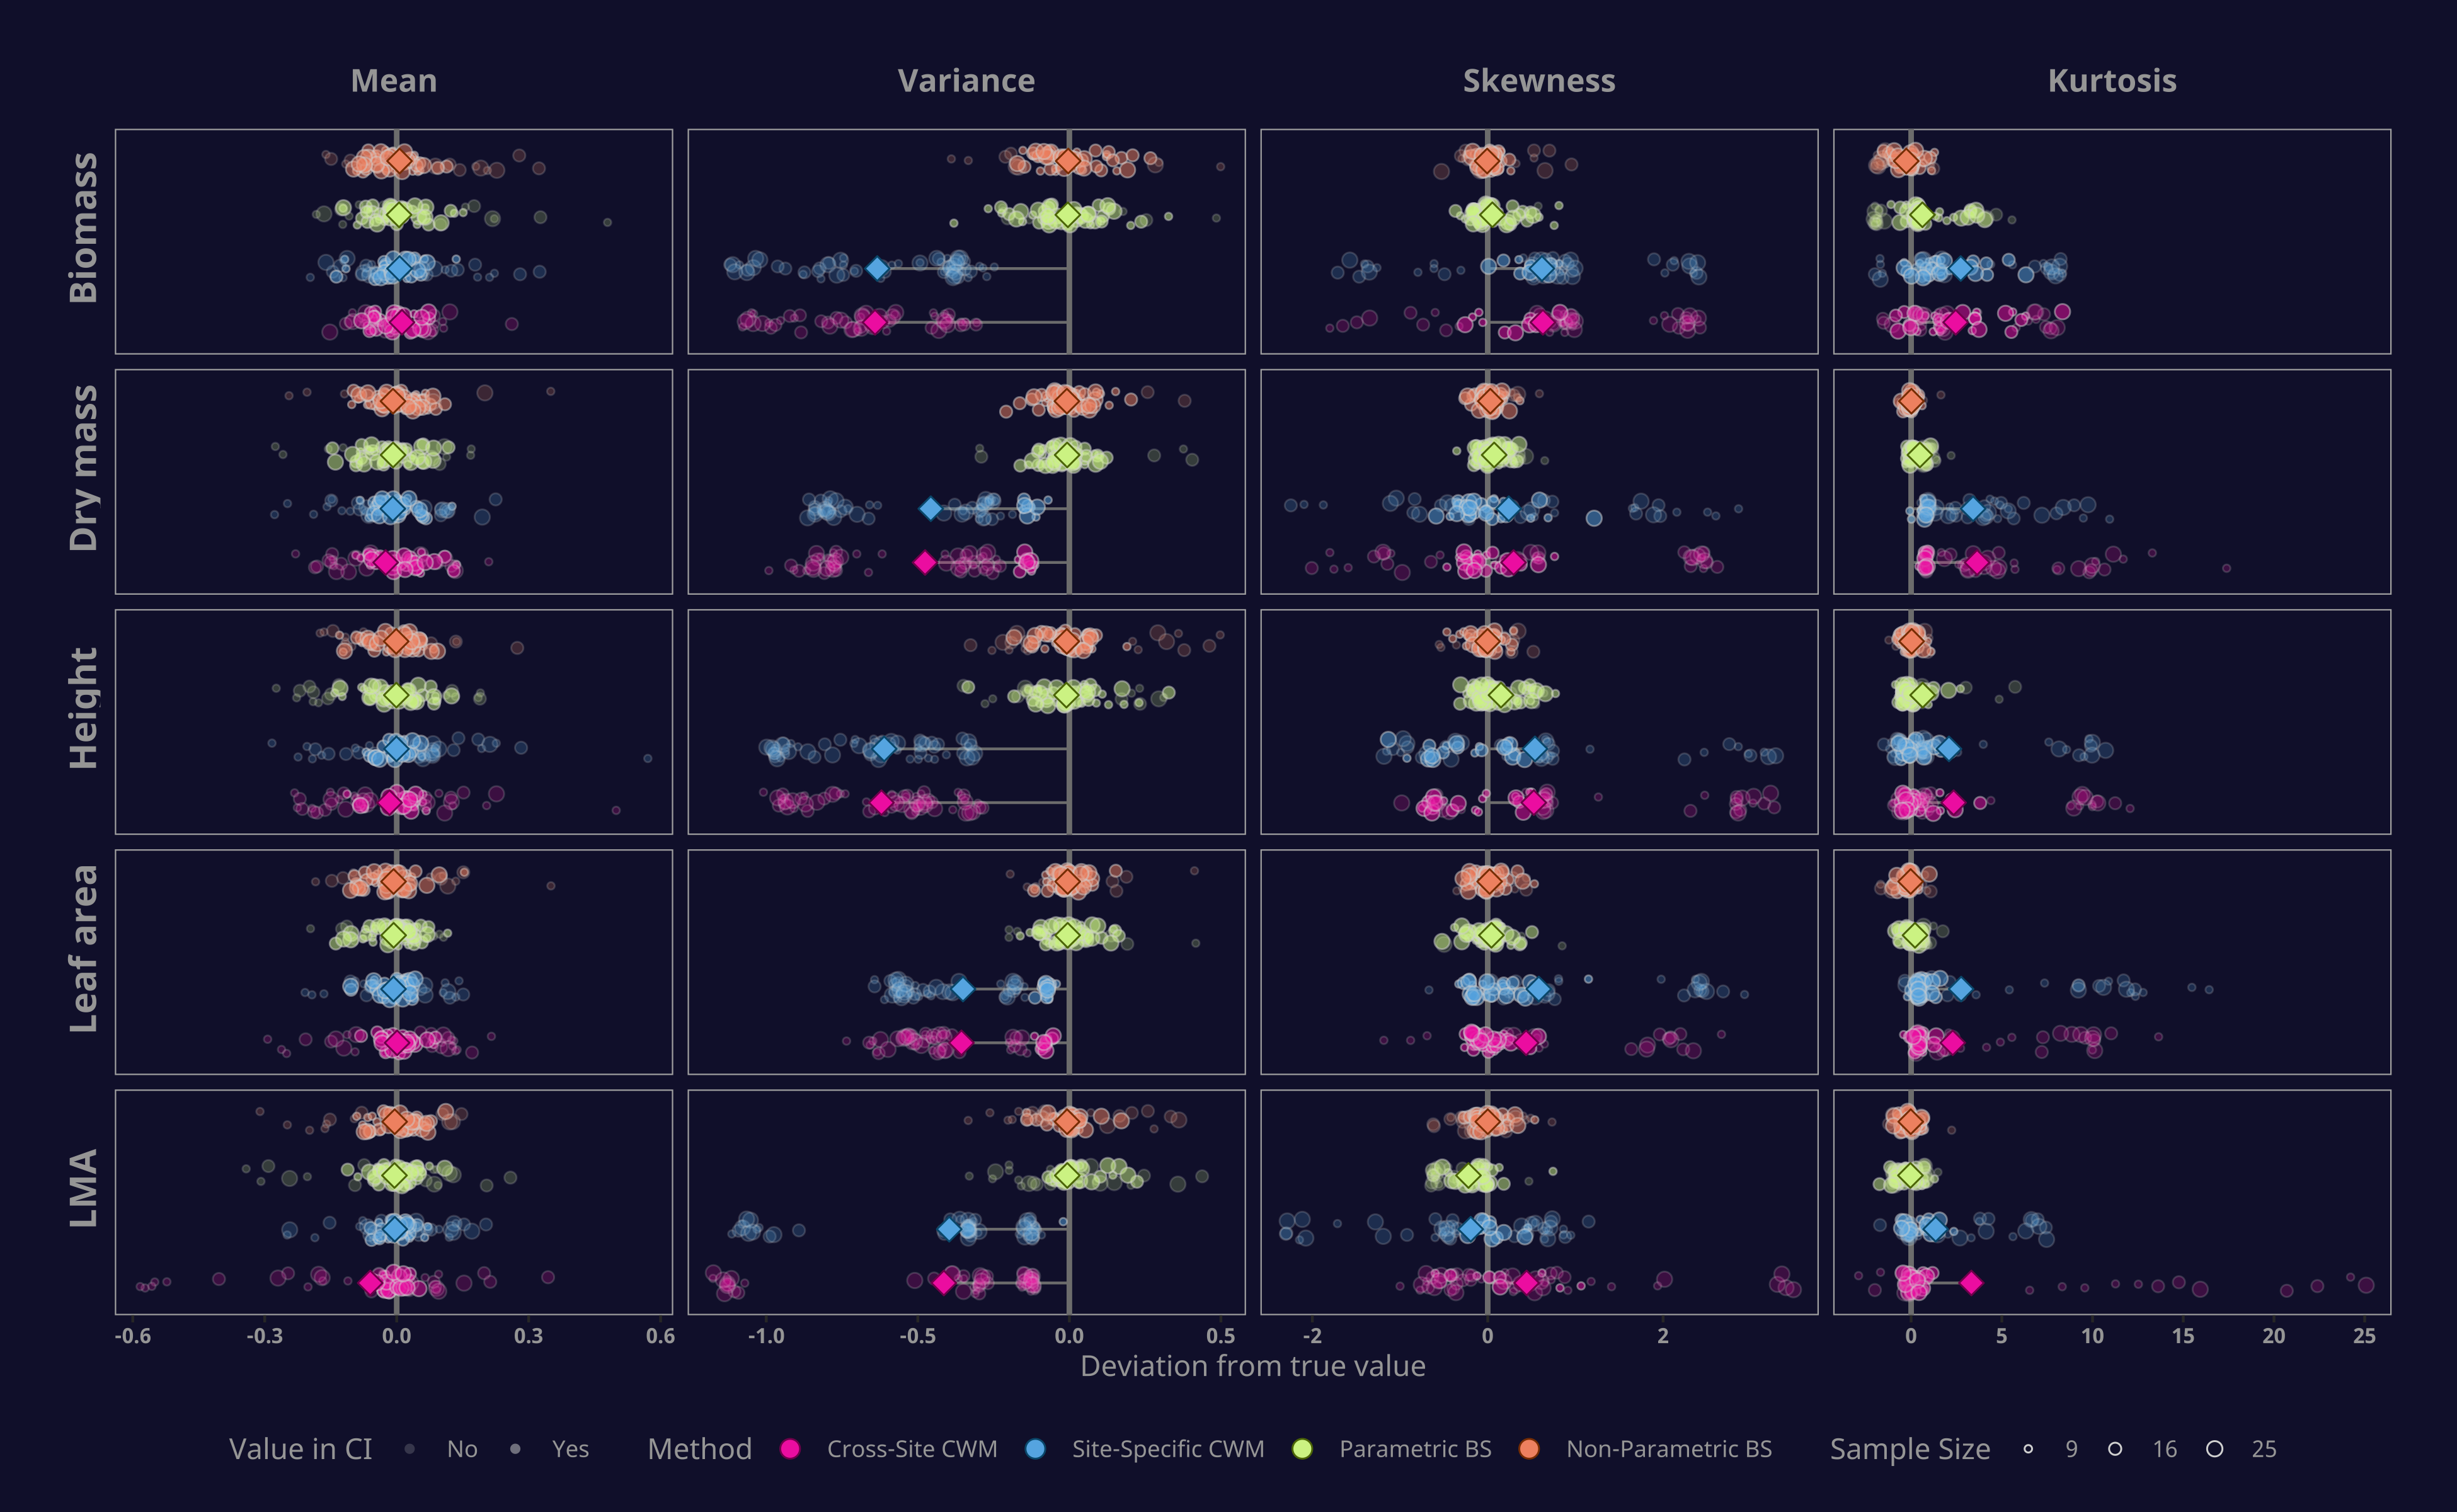 Mean Variance Skewness Kurtosis
Biomass
Dry mass
Height
Leaf area
LMA
-0.6 -0.3 0.0 0.3 0.6 -1.0 -0.5 0.0 0.5 -2 0 2 0 5 10 15 20 25
Deviation from true value
Value in CI No Yes Method Cross-Site CWM Site-Specific CWM Parametric BS Non-Parametric BS Sample Size 9 16 25